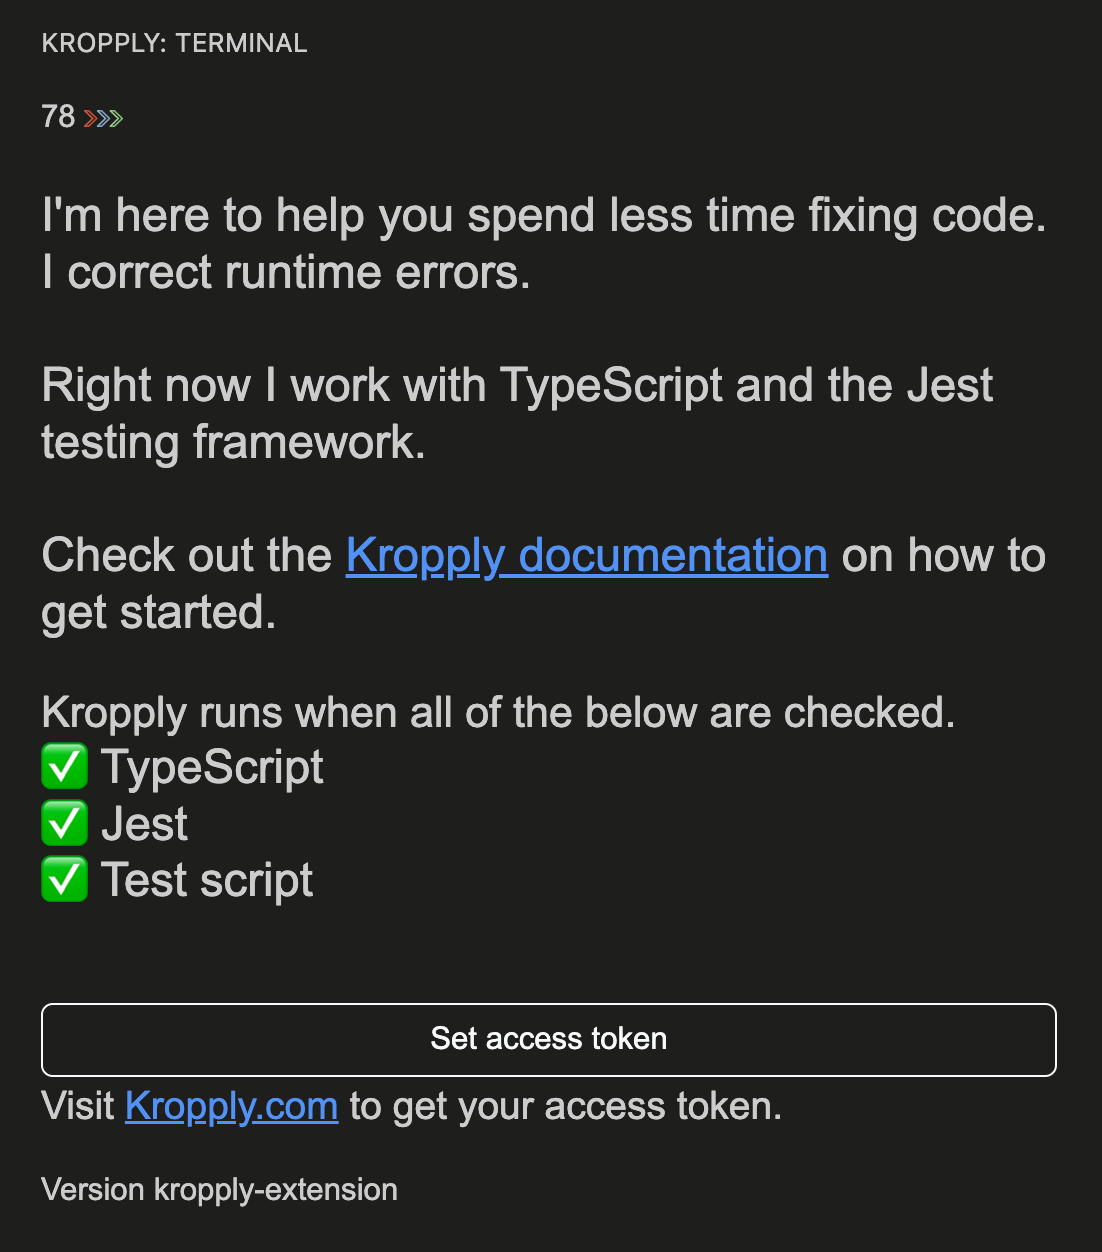 KROPPLY: TERMINAL
78
I'm here to help you spend less time fixing code.
I correct runtime errors.
Right now I work with TypeScript and the Jest
testing framework.
Check out the Kropply documentation on how to
get started.
Kropply runs when all of the below are checked.
✅ TypeScript
✅ Jest
✅ Test script
Set access token
Visit Kropply.com to get your access token.
Version kropply-extension